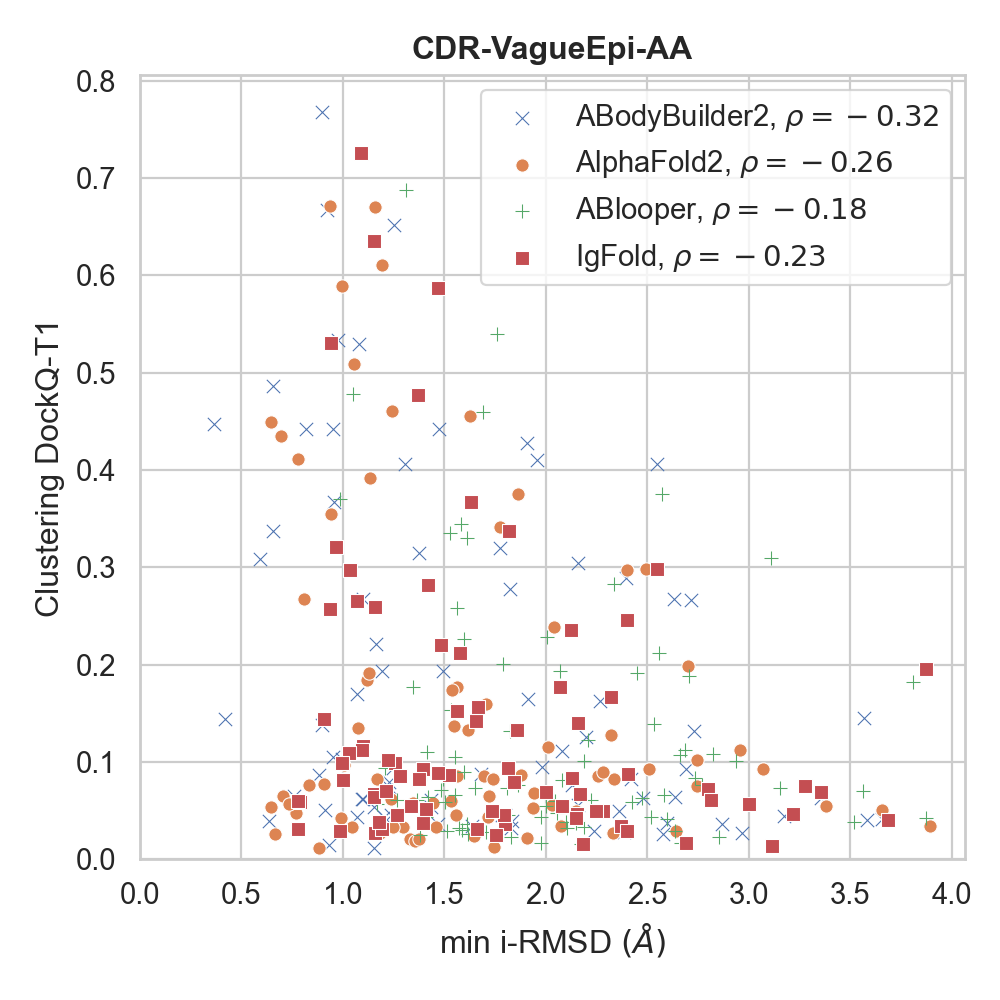 CDR-VagueEpi-AA
ABodyBuilder2, ρ = −0.32
AlphaFold2, ρ = −0.26
ABlooper, ρ = −0.18
IgFold, ρ = −0.23
Clustering DockQ-T1
0.8
0.7
0.6
0.5
0.4
0.3
0.2
0.1
0.0
0.0 0.5 1.0 1.5 2.0 2.5 3.0 3.5 4.0
min i-RMSD (Å)